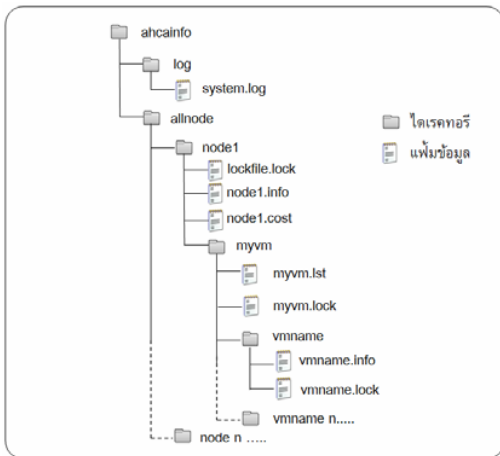 ahcainfo
log
system.log
allnode
ไดเรคทอรี
node1
แฟ้มข้อมูล
lockfile.lock
node1.info
node1.cost
myvm
myvm.lst
myvm.lock
vmname
vmname.info
vmname.lock
vmname n.....
node n .....